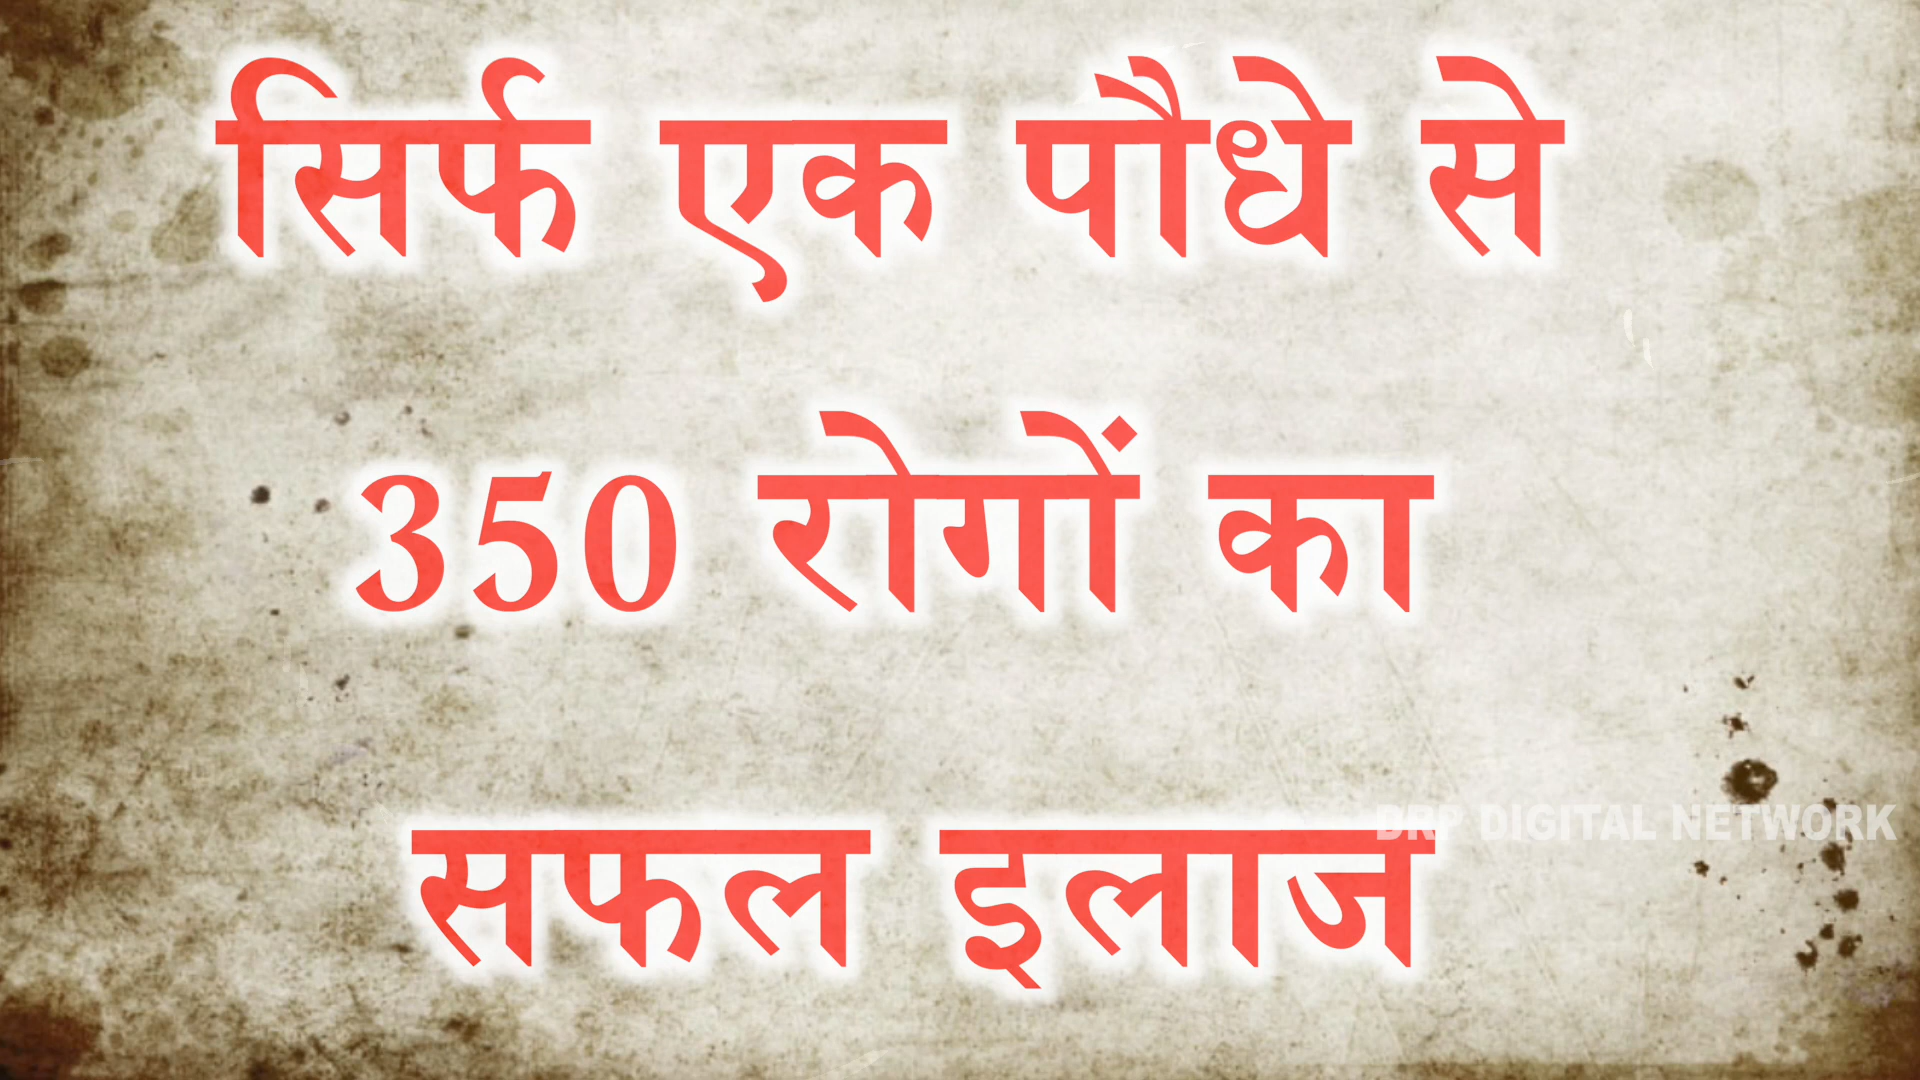 सिर्फ एक पौधे से
350 रोगों का
सफल इलाज
DRP DIGITAL NETWORK